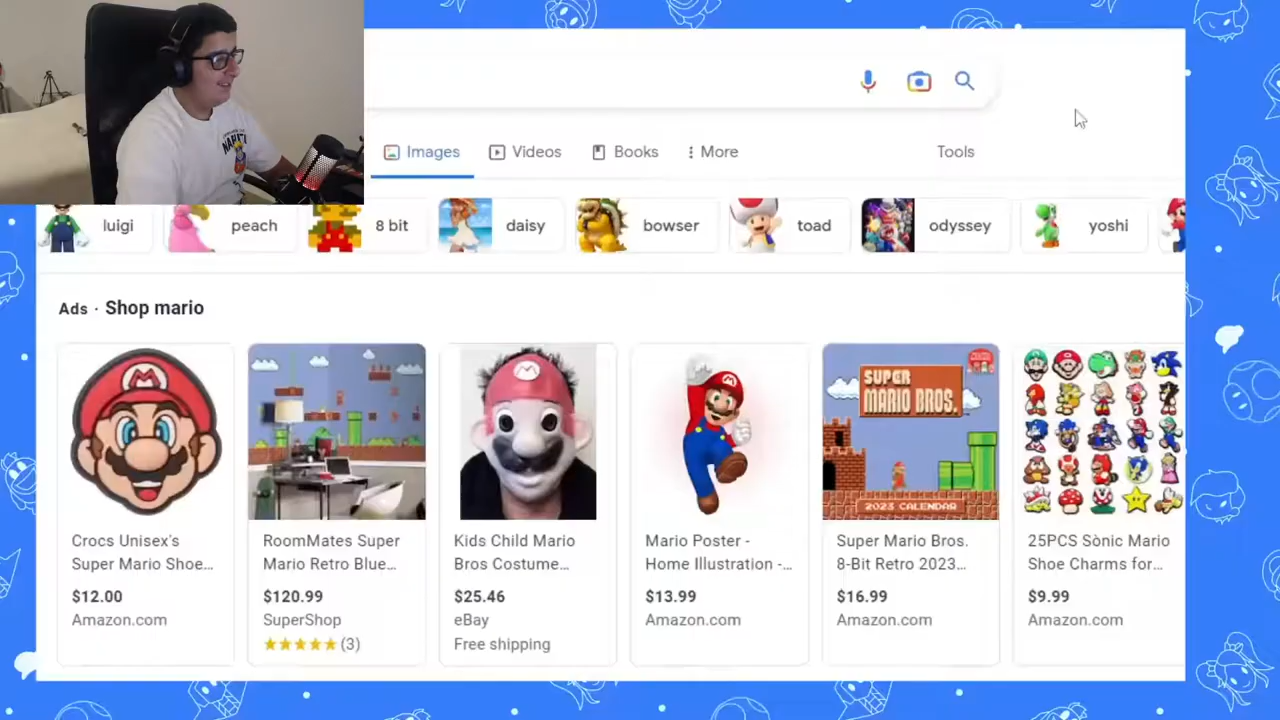 Images
Videos
Books
More
Tools
luigi
peach
8 bit
daisy
bowser
toad
odyssey
yoshi
Ads · Shop mario
SUPER
MARIO BROS.
2023 CALENDAR
Crocs Unisex's
Super Mario Shoe...
$12.00
Amazon.com
RoomMates Super
Mario Retro Blue...
$120.99
SuperShop
(3)
Kids Child Mario
Bros Costume...
$25.46
eBay
Free shipping
Mario Poster -
Home Illustration -...
$13.99
Amazon.com
Super Mario Bros.
8-Bit Retro 2023...
$16.99
Amazon.com
25PCS Sònic Mario
Shoe Charms for...
$9.99
Amazon.com